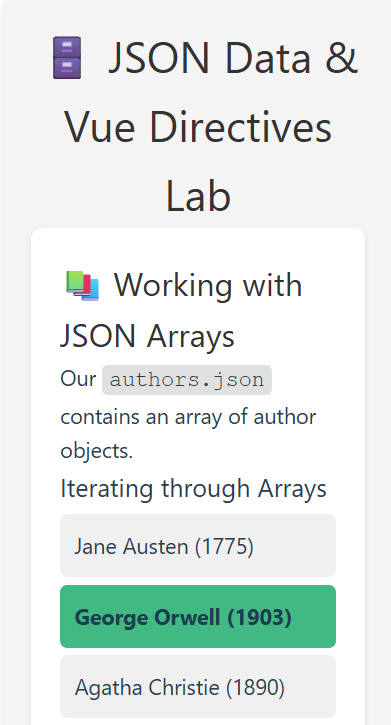 JSON Data &
Vue Directives
Lab
Working with
JSON Arrays
Our authors.json
contains an array of author
objects.
Iterating through Arrays
Jane Austen (1775)
George Orwell (1903)
Agatha Christie (1890)